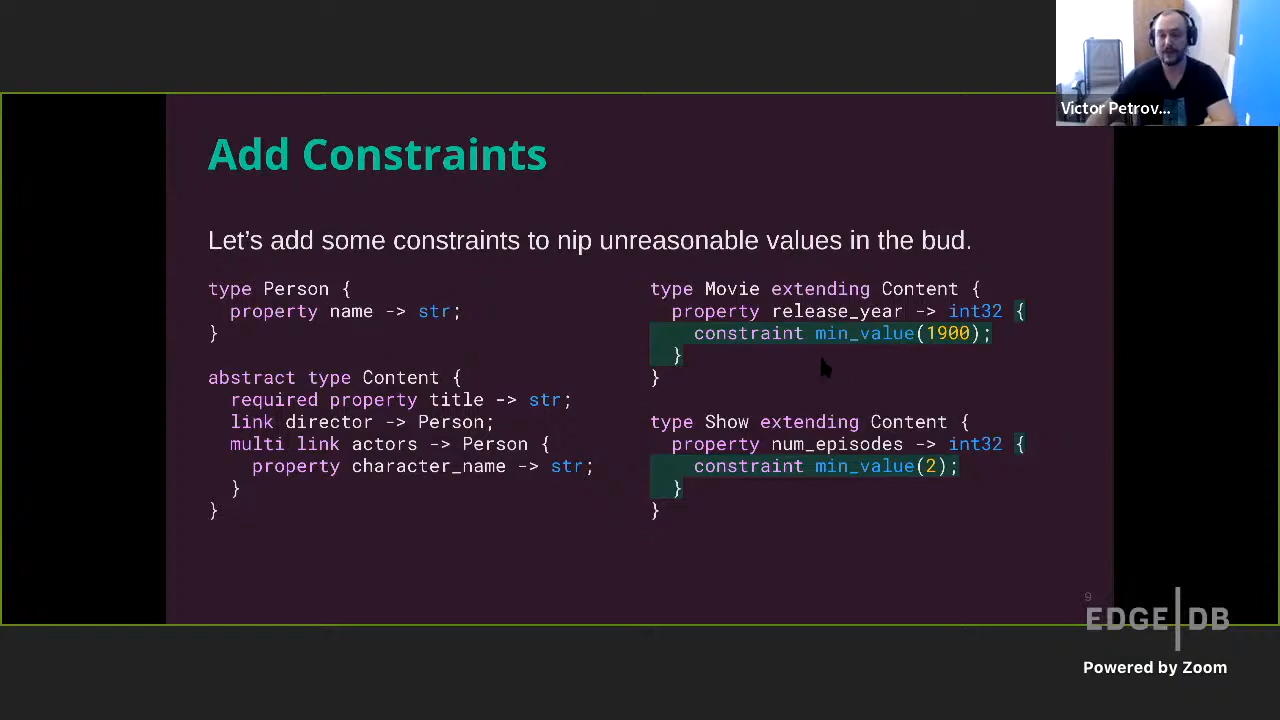 Victor Petrov...
Add Constraints
Let's add some constraints to nip unreasonable values in the bud.
type Person {
property name -> str;
}
abstract type Content {
required property title -> str;
link director -> Person;
multi link actors -> Person {
property character_name -> str;
}
}
type Movie extending Content {
property release_year -> int32 {
constraint min_value(1900);
}
}
type Show extending Content {
property num_episodes -> int32 {
constraint min_value(2);
}
}
9
EDGE|DB
Powered by Zoom